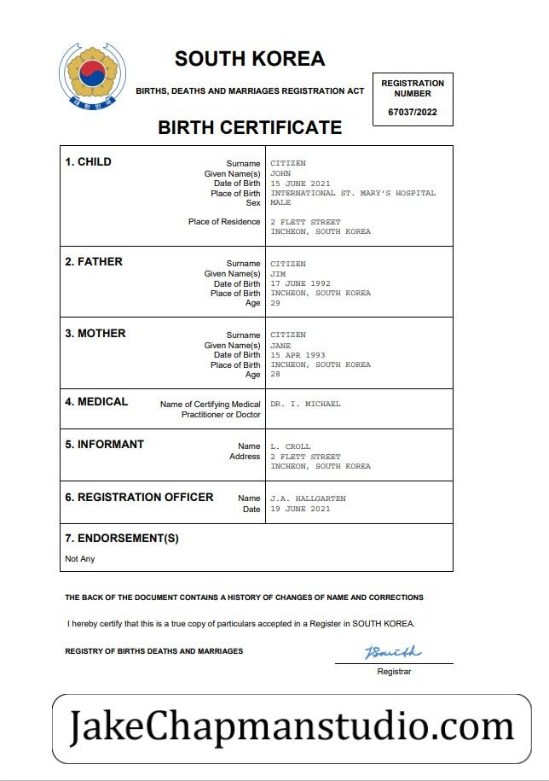 SOUTH KOREA
BIRTHS, DEATHS AND MARRIAGES REGISTRATION ACT
REGISTRATION
NUMBER
67037/2022
대한민국
BIRTH CERTIFICATE
1. CHILD
Surname CITIZEN
Given Name(s) JOHN
Date of Birth 15 JUNE 2021
Place of Birth INTERNATIONAL ST. MARY'S HOSPITAL
Sex MALE
Place of Residence 2 FLETT STREET
INCHEON, SOUTH KOREA
2. FATHER
Surname CITIZEN
Given Name(s) JIM
Date of Birth 17 JUNE 1992
Place of Birth INCHEON, SOUTH KOREA
Age 29
3. MOTHER
Surname CITIZEN
Given Name(s) JANE
Date of Birth 15 APR 1993
Place of Birth INCHEON, SOUTH KOREA
Age 28
4. MEDICAL
Name of Certifying Medical DR. I. MICHAEL
Practitioner or Doctor
5. INFORMANT
Name L. CROLL
Address 2 FLETT STREET
INCHEON, SOUTH KOREA
6. REGISTRATION OFFICER
Name J.A. HALLGARTEN
Date 19 JUNE 2021
7. ENDORSEMENT(S)
Not Any
THE BACK OF THE DOCUMENT CONTAINS A HISTORY OF CHANGES OF NAME AND CORRECTIONS
I hereby certify that this is a true copy of particulars accepted in a Register in SOUTH KOREA.
REGISTRY OF BIRTHS DEATHS AND MARRIAGES
JSmith
Registrar
JakeChapmanstudio.com